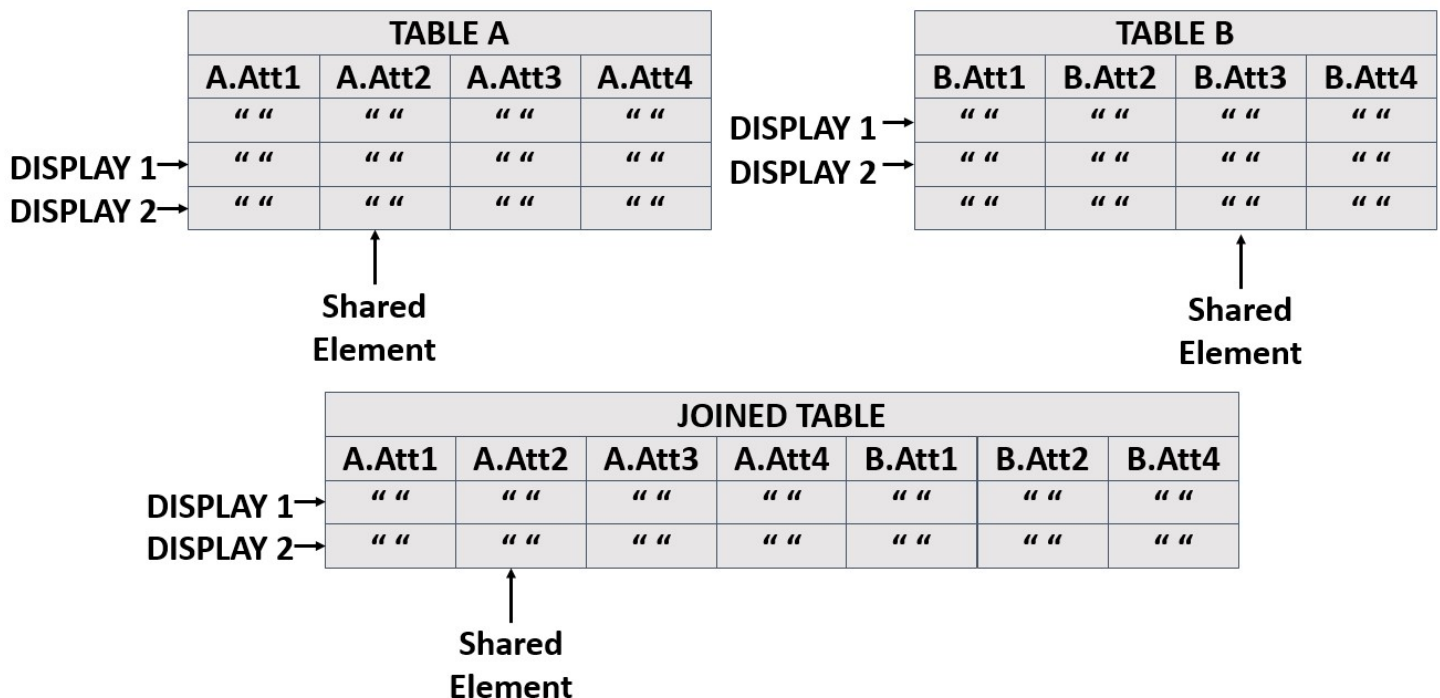 TABLE A
A.Att1 A.Att2 A.Att3 A.Att4
“ “ “ “ “ “ “ “
DISPLAY 1 “ “ “ “ “ “ “ “
DISPLAY 2 “ “ “ “ “ “ “ “
Shared
Element
TABLE B
B.Att1 B.Att2 B.Att3 B.Att4
DISPLAY 1 “ “ “ “ “ “ “ “
DISPLAY 2 “ “ “ “ “ “ “ “
“ “ “ “ “ “ “ “
Shared
Element
JOINED TABLE
A.Att1 A.Att2 A.Att3 A.Att4 B.Att1 B.Att2 B.Att4
DISPLAY 1 “ “ “ “ “ “ “ “ “ “ “ “ “ “
DISPLAY 2 “ “ “ “ “ “ “ “ “ “ “ “ “ “
Shared
Element